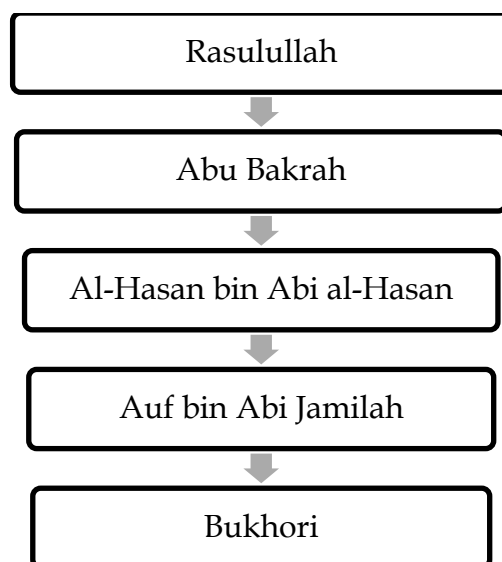 Rasulullah
Abu Bakrah
Al-Hasan bin Abi al-Hasan
Auf bin Abi Jamilah
Bukhori